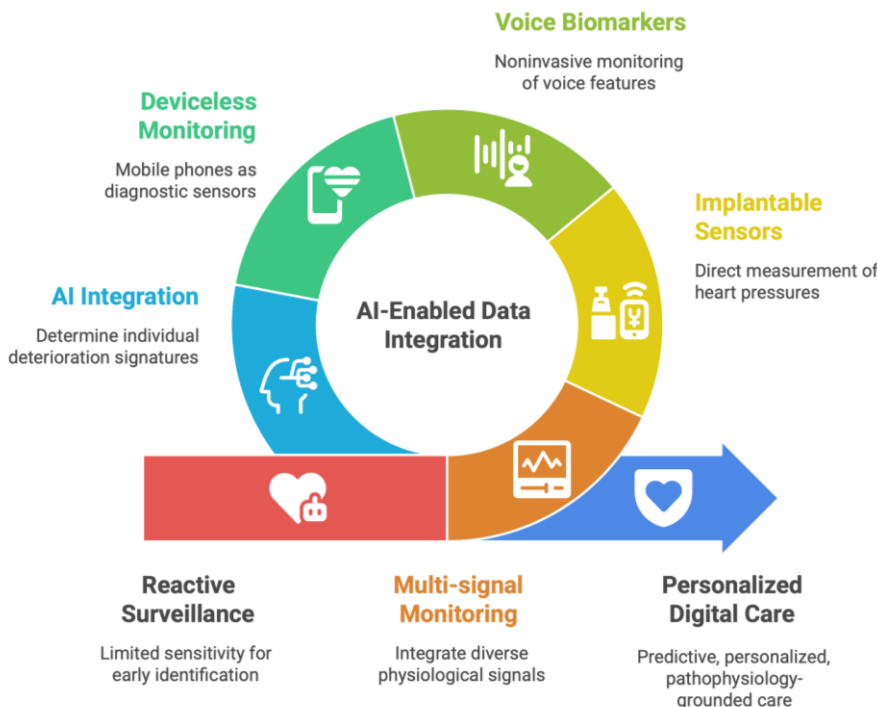 Voice Biomarkers
Noninvasive monitoring
of voice features
Deviceless
Monitoring
Mobile phones as
diagnostic sensors
Implantable
Sensors
Direct measurement of
heart pressures
AI Integration
Determine individual
deterioration signatures
AI-Enabled Data
Integration
Reactive
Surveillance
Limited sensitivity for
early identification
Multi-signal
Monitoring
Integrate diverse
physiological signals
Personalized
Digital Care
Predictive, personalized,
pathophysiology-
grounded care